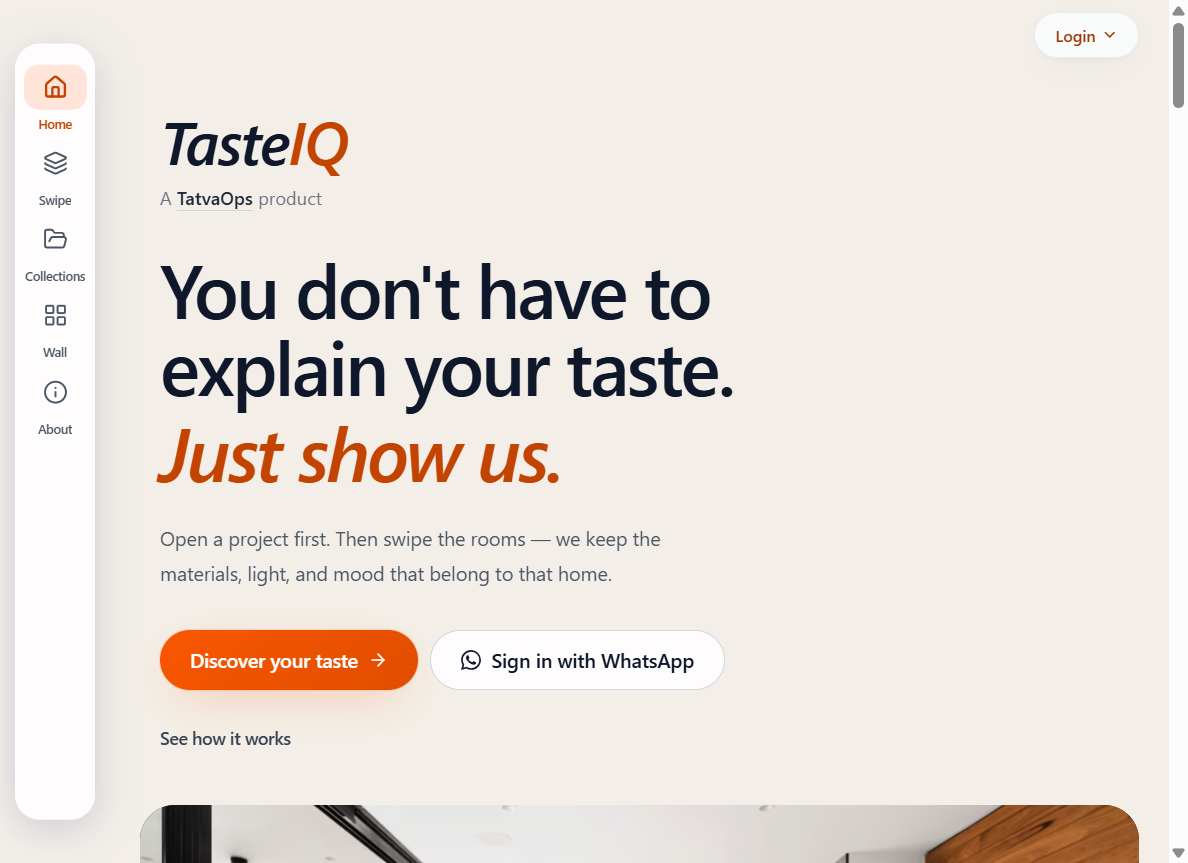 Login
Home
Swipe
Collections
Wall
About
TasteIQ
A TatvaOps product
You don't have to
explain your taste.
Just show us.
Open a project first. Then swipe the rooms — we keep the
materials, light, and mood that belong to that home.
Discover your taste
Sign in with WhatsApp
See how it works